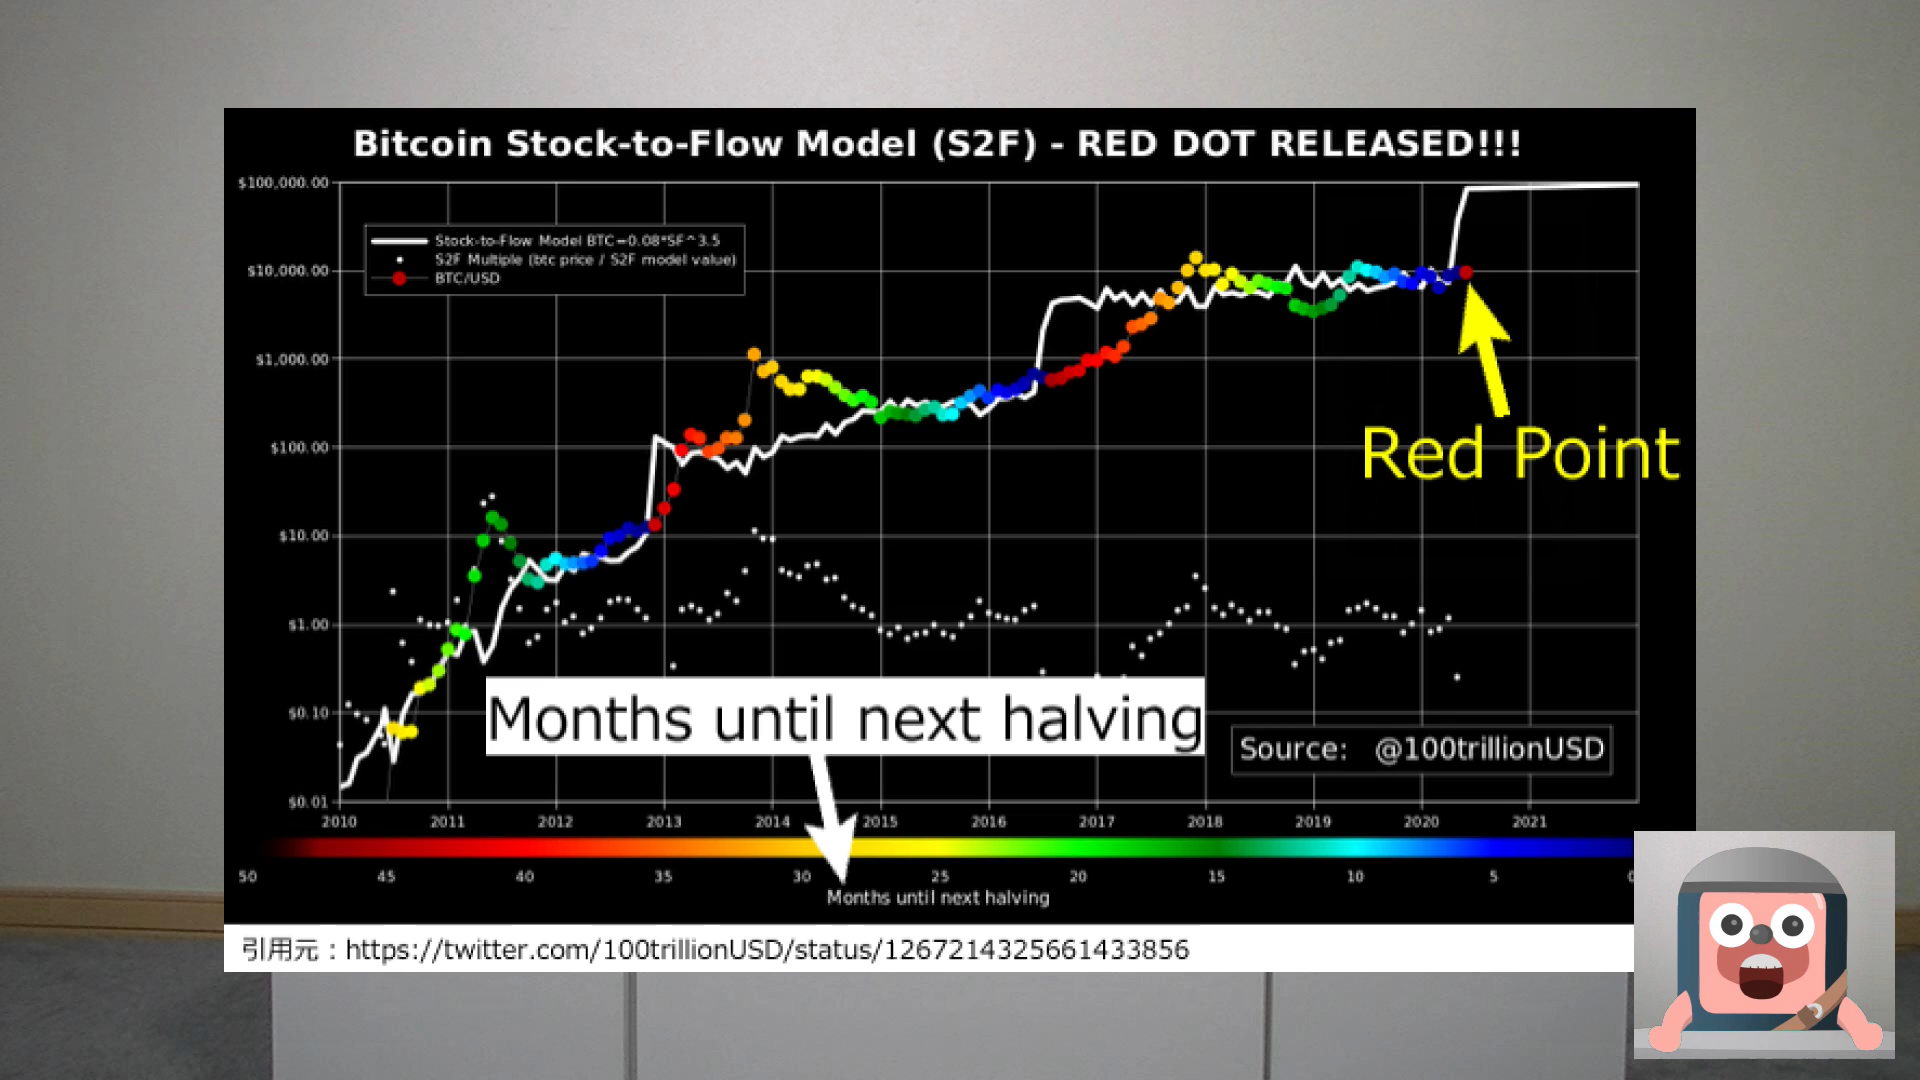 Bitcoin Stock-to-Flow Model (S2F) - RED DOT RELEASED!!!
$100,000.00
$10,000.00
$1,000.00
$100.00
$10.00
$1.00
$0.10
$0.01
Stock-to-Flow Model BTC=0.08*SF^3.5
S2F Multiple (btc price / S2F model value)
BTC/USD
Red Point
Months until next halving
Source: @100trillionUSD
2010 2011 2012 2013 2014 2015 2016 2017 2018 2019 2020 2021
50 45 40 35 30 25 20 15 10 5 0
Months until next halving
引用元：https://twitter.com/100trillionUSD/status/1267214325661433856